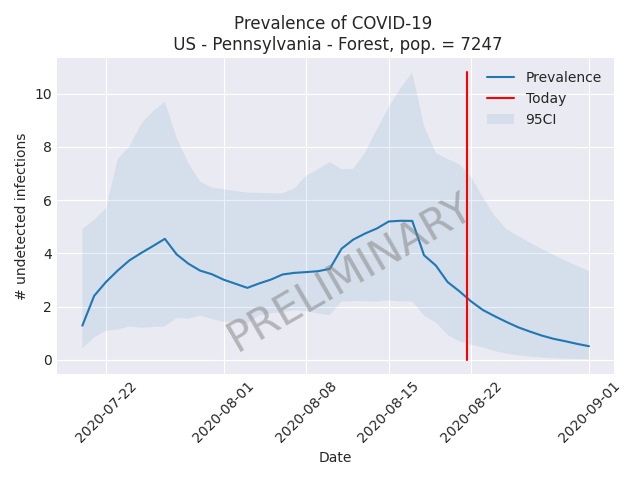 Prevalence of COVID-19
US - Pennsylvania - Forest, pop. = 7247
Prevalence
Today
95CI
# undetected infections
10
8
6
4
2
0
PRELIMINARY
2020-07-22
2020-08-01
2020-08-08
2020-08-15
2020-08-22
2020-09-01
Date